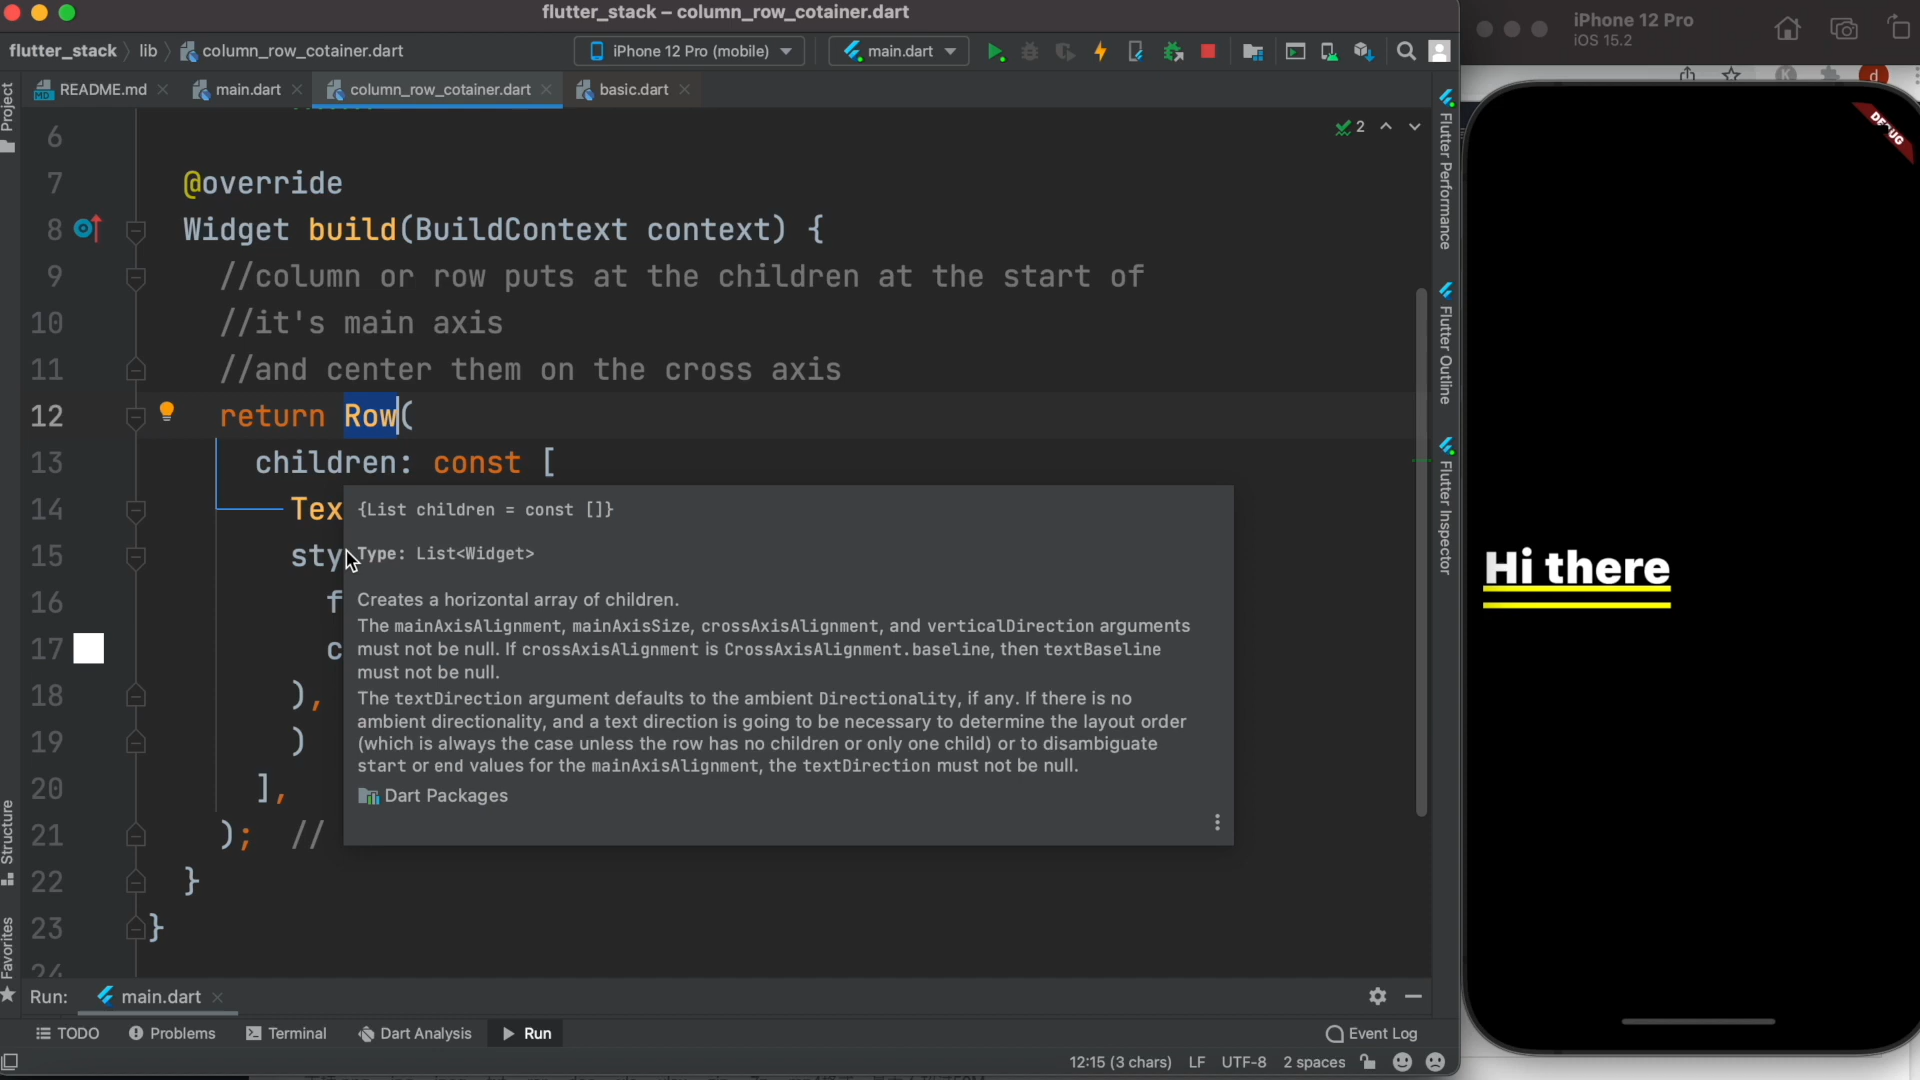 flutter_stack – column_row_cotainer.dart
flutter_stack
lib
column_row_cotainer.dart
iPhone 12 Pro (mobile)
main.dart
iPhone 12 Pro
iOS 15.2
Project
README.md
main.dart
column_row_cotainer.dart
basic.dart
2
K
d
DEBUG
6
7 @override
8 Widget build(BuildContext context) {
9 //column or row puts at the children at the start of
10 //it's main axis
11 //and center them on the cross axis
12 return Row(
13 children: const [
14 Tex
15 sty
16 f
17 c
18 ),
19 )
20 ],
21 ); //
22 }
23 }
24
{List children = const []}
Type: List<Widget>
Creates a horizontal array of children.
The mainAxisAlignment, mainAxisSize, crossAxisAlignment, and verticalDirection arguments
must not be null. If crossAxisAlignment is CrossAxisAlignment.baseline, then textBaseline
must not be null.
The textDirection argument defaults to the ambient Directionality, if any. If there is no
ambient directionality, and a text direction is going to be necessary to determine the layout order
(which is always the case unless the row has no children or only one child) or to disambiguate
start or end values for the mainAxisAlignment, the textDirection must not be null.
Dart Packages
Flutter Performance
Flutter Outline
Flutter Inspector
Hi there
Structure
Favorites
Run:
main.dart
TODO
Problems
Terminal
Dart Analysis
Run
Event Log
12:15 (3 chars)
LF
UTF-8
2 spaces